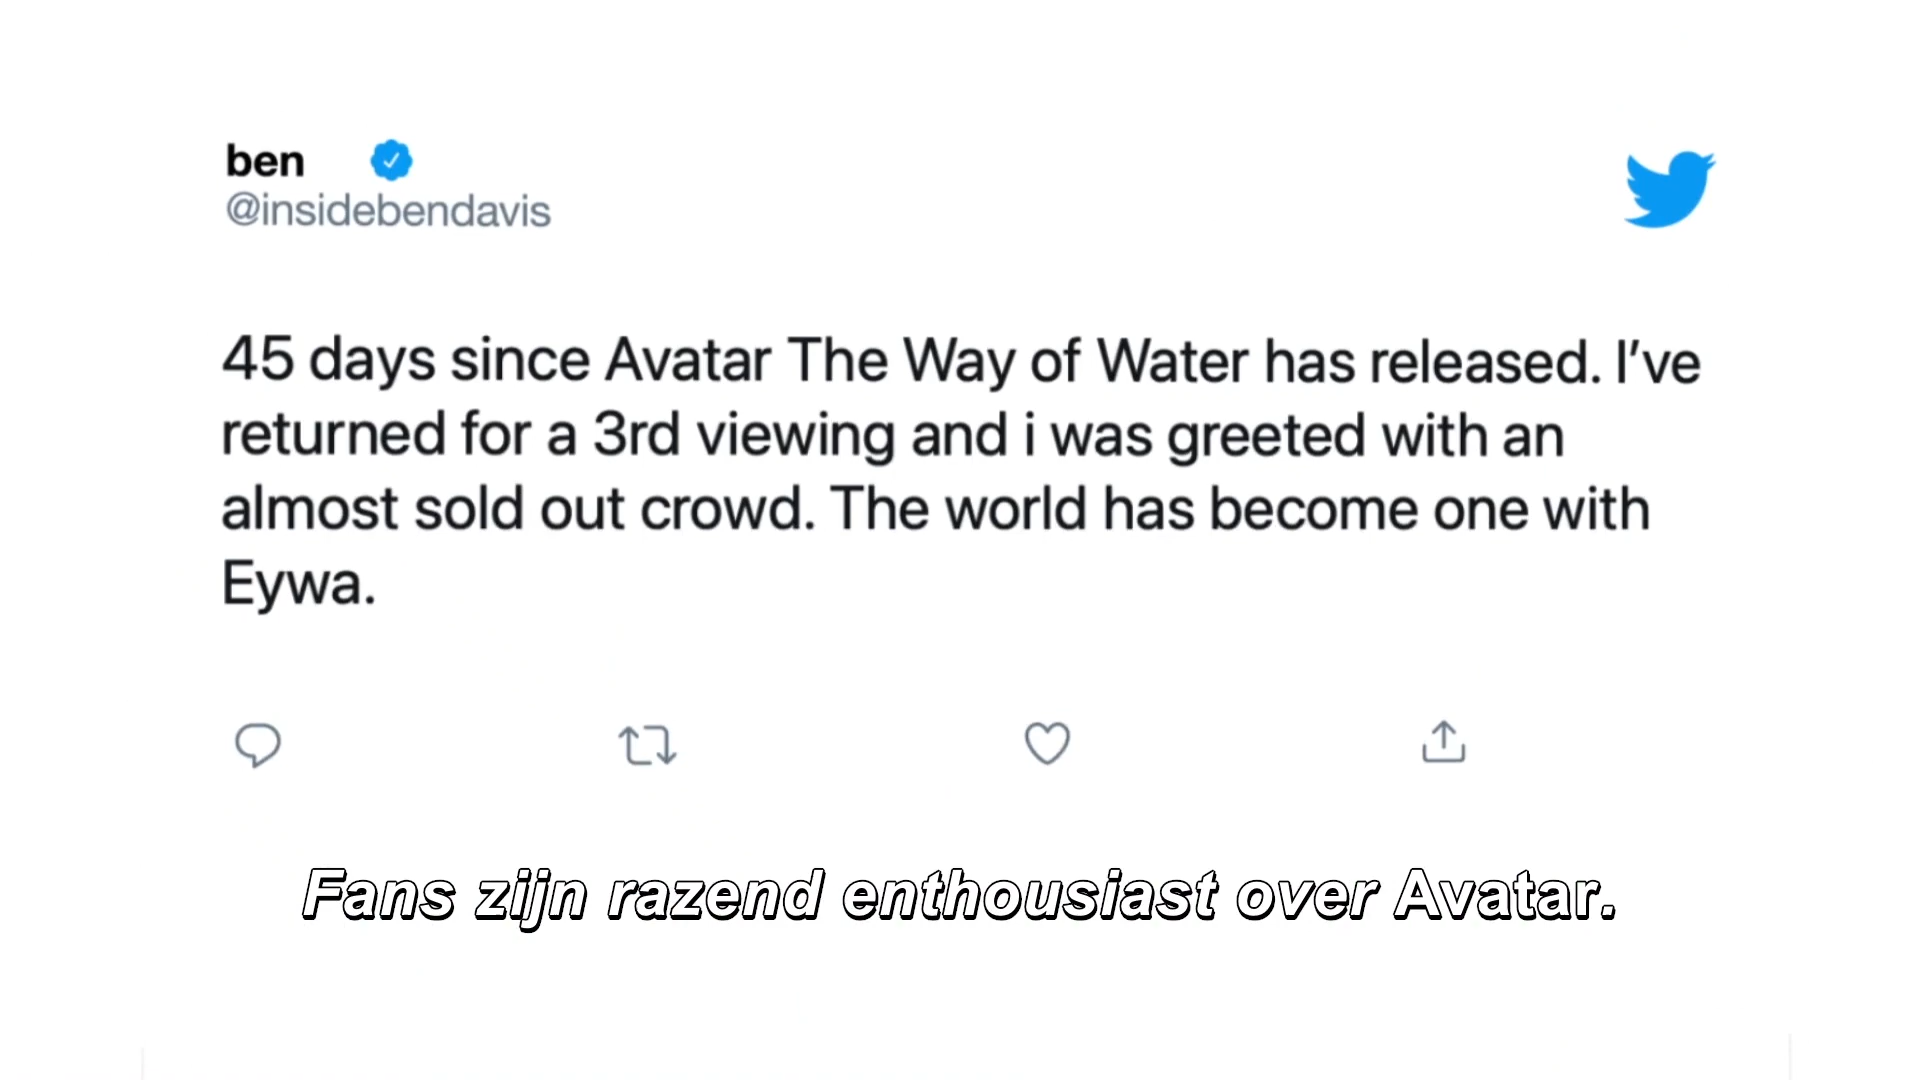 ben
@insidebendavis
45 days since Avatar The Way of Water has released. I’ve
returned for a 3rd viewing and i was greeted with an
almost sold out crowd. The world has become one with
Eywa.
Fans zijn razend enthousiast over Avatar.